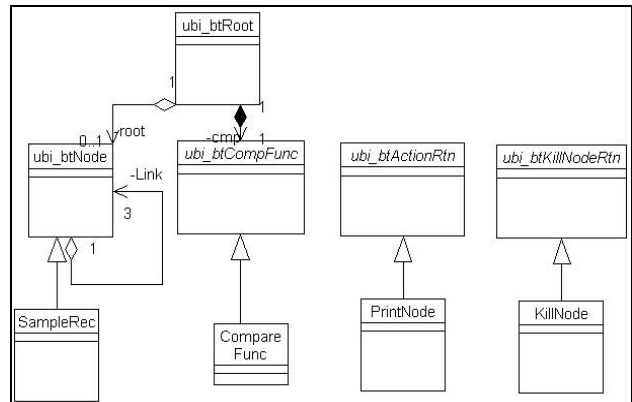 ubi_btRoot
1
1
0..1
-root
-cmp
1
ubi_btNode
ubi_btCompFunc
ubi_btActionRtn
ubi_btKillNodeRtn
-Link
3
1
SampleRec
Compare
Func
PrintNode
KillNode